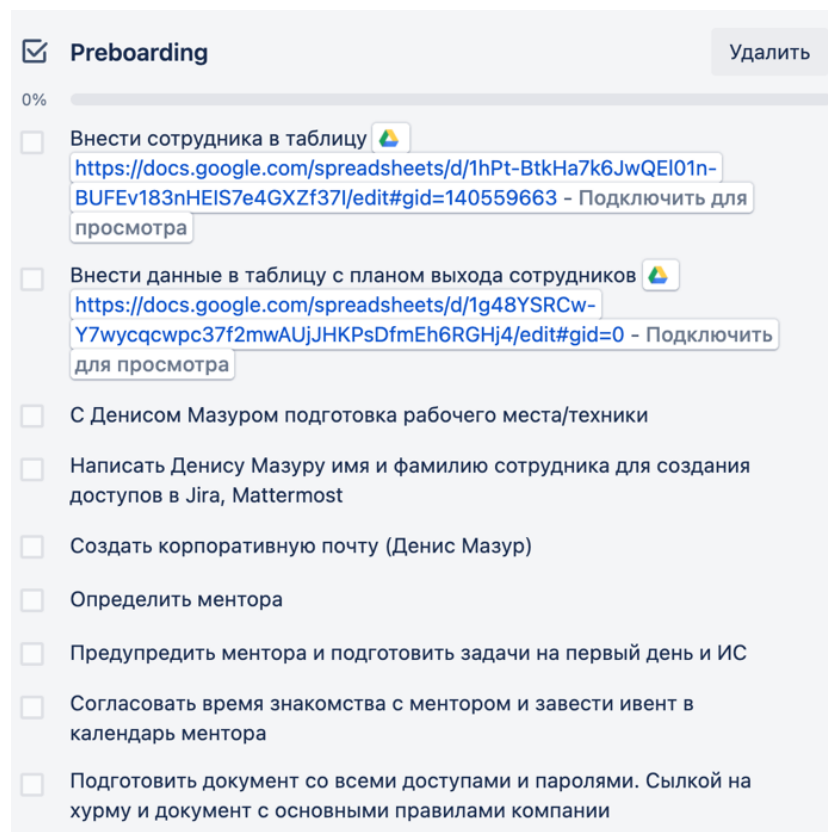 Preboarding
Удалить
0%
Внести сотрудника в таблицу
https://docs.google.com/spreadsheets/d/1hPt-BtkHa7k6JwQEl01n-
BUFEv183nHElS7e4GXZf37I/edit#gid=140559663 - Подключить для
просмотра
Внести данные в таблицу с планом выхода сотрудников
https://docs.google.com/spreadsheets/d/1g48YSRCw-
Y7wycqcwpc37f2mwAUjJHKPsDfmEh6RGHj4/edit#gid=0 - Подключить
для просмотра
С Денисом Мазуром подготовка рабочего места/техники
Написать Денису Мазуру имя и фамилию сотрудника для создания
доступов в Jira, Mattermost
Создать корпоративную почту (Денис Мазур)
Определить ментора
Предупредить ментора и подготовить задачи на первый день и ИС
Согласовать время знакомства с ментором и завести ивент в
календарь ментора
Подготовить документ со всеми доступами и паролями. Сылкой на
хурму и документ с основными правилами компании